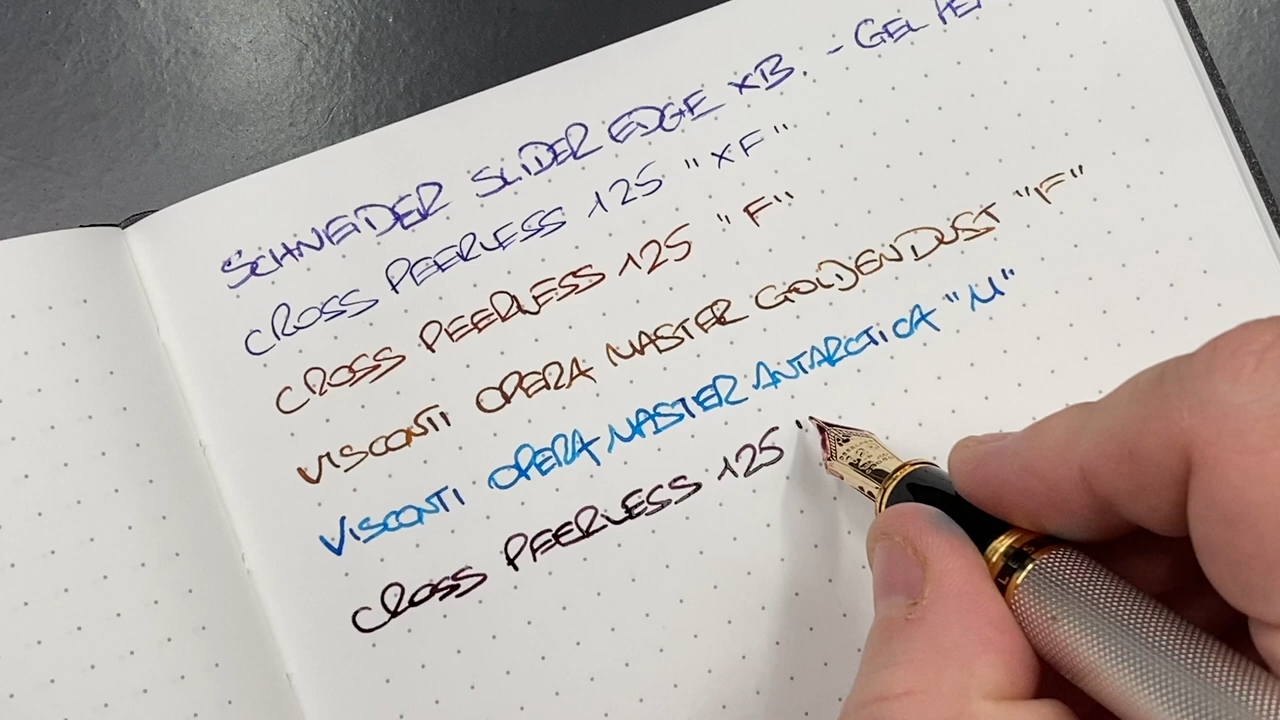 SCHNEIDER SLIDER EDGE XB. - GEL PEN
CROSS PEERLESS 125 "XF"
CROSS PEERLESS 125 "F"
VISCONTI OPERA MASTER GOLDENDUST "F"
VISCONTI OPERA MASTER ANTARCTICA "M"
CROSS PEERLESS 125 "